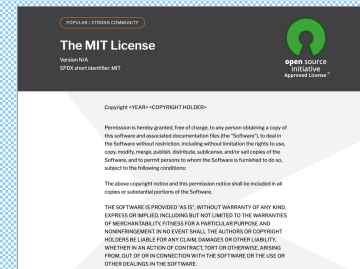 POPULAR / STRONG COMMUNITY
The MIT License
Version N/A
SPDX short identifier: MIT
open source
initiative
Approved License®
Copyright <YEAR> <COPYRIGHT HOLDER>
Permission is hereby granted, free of charge, to any person obtaining a copy of
this software and associated documentation files (the "Software"), to deal in
the Software without restriction, including without limitation the rights to use,
copy, modify, merge, publish, distribute, sublicense, and/or sell copies of the
Software, and to permit persons to whom the Software is furnished to do so,
subject to the following conditions:
The above copyright notice and this permission notice shall be included in all
copies or substantial portions of the Software.
THE SOFTWARE IS PROVIDED "AS IS", WITHOUT WARRANTY OF ANY KIND,
EXPRESS OR IMPLIED, INCLUDING BUT NOT LIMITED TO THE WARRANTIES
OF MERCHANTABILITY, FITNESS FOR A PARTICULAR PURPOSE AND
NONINFRINGEMENT. IN NO EVENT SHALL THE AUTHORS OR COPYRIGHT
HOLDERS BE LIABLE FOR ANY CLAIM, DAMAGES OR OTHER LIABILITY,
WHETHER IN AN ACTION OF CONTRACT, TORT OR OTHERWISE, ARISING
FROM, OUT OF OR IN CONNECTION WITH THE SOFTWARE OR THE USE OR
OTHER DEALINGS IN THE SOFTWARE.